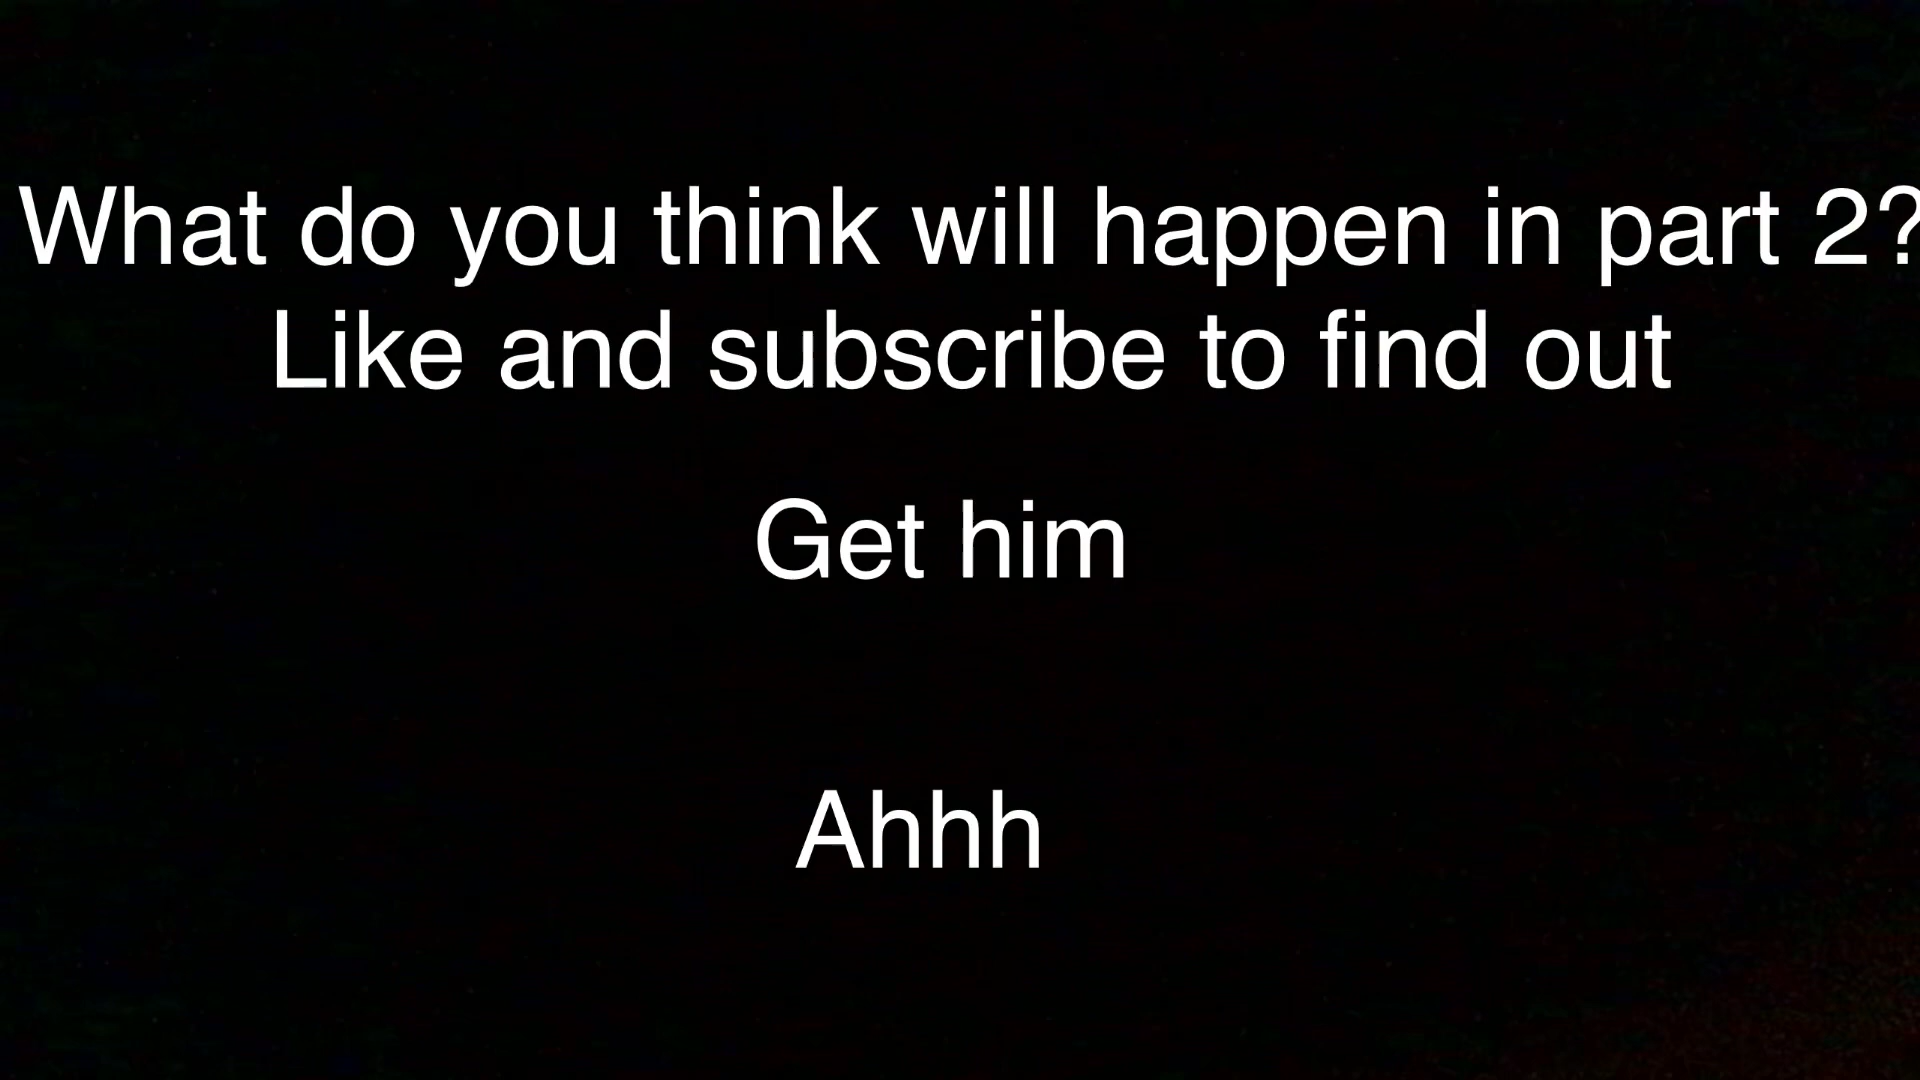 What do you think will happen in part 2?
Like and subscribe to find out
Get him
Ahhh